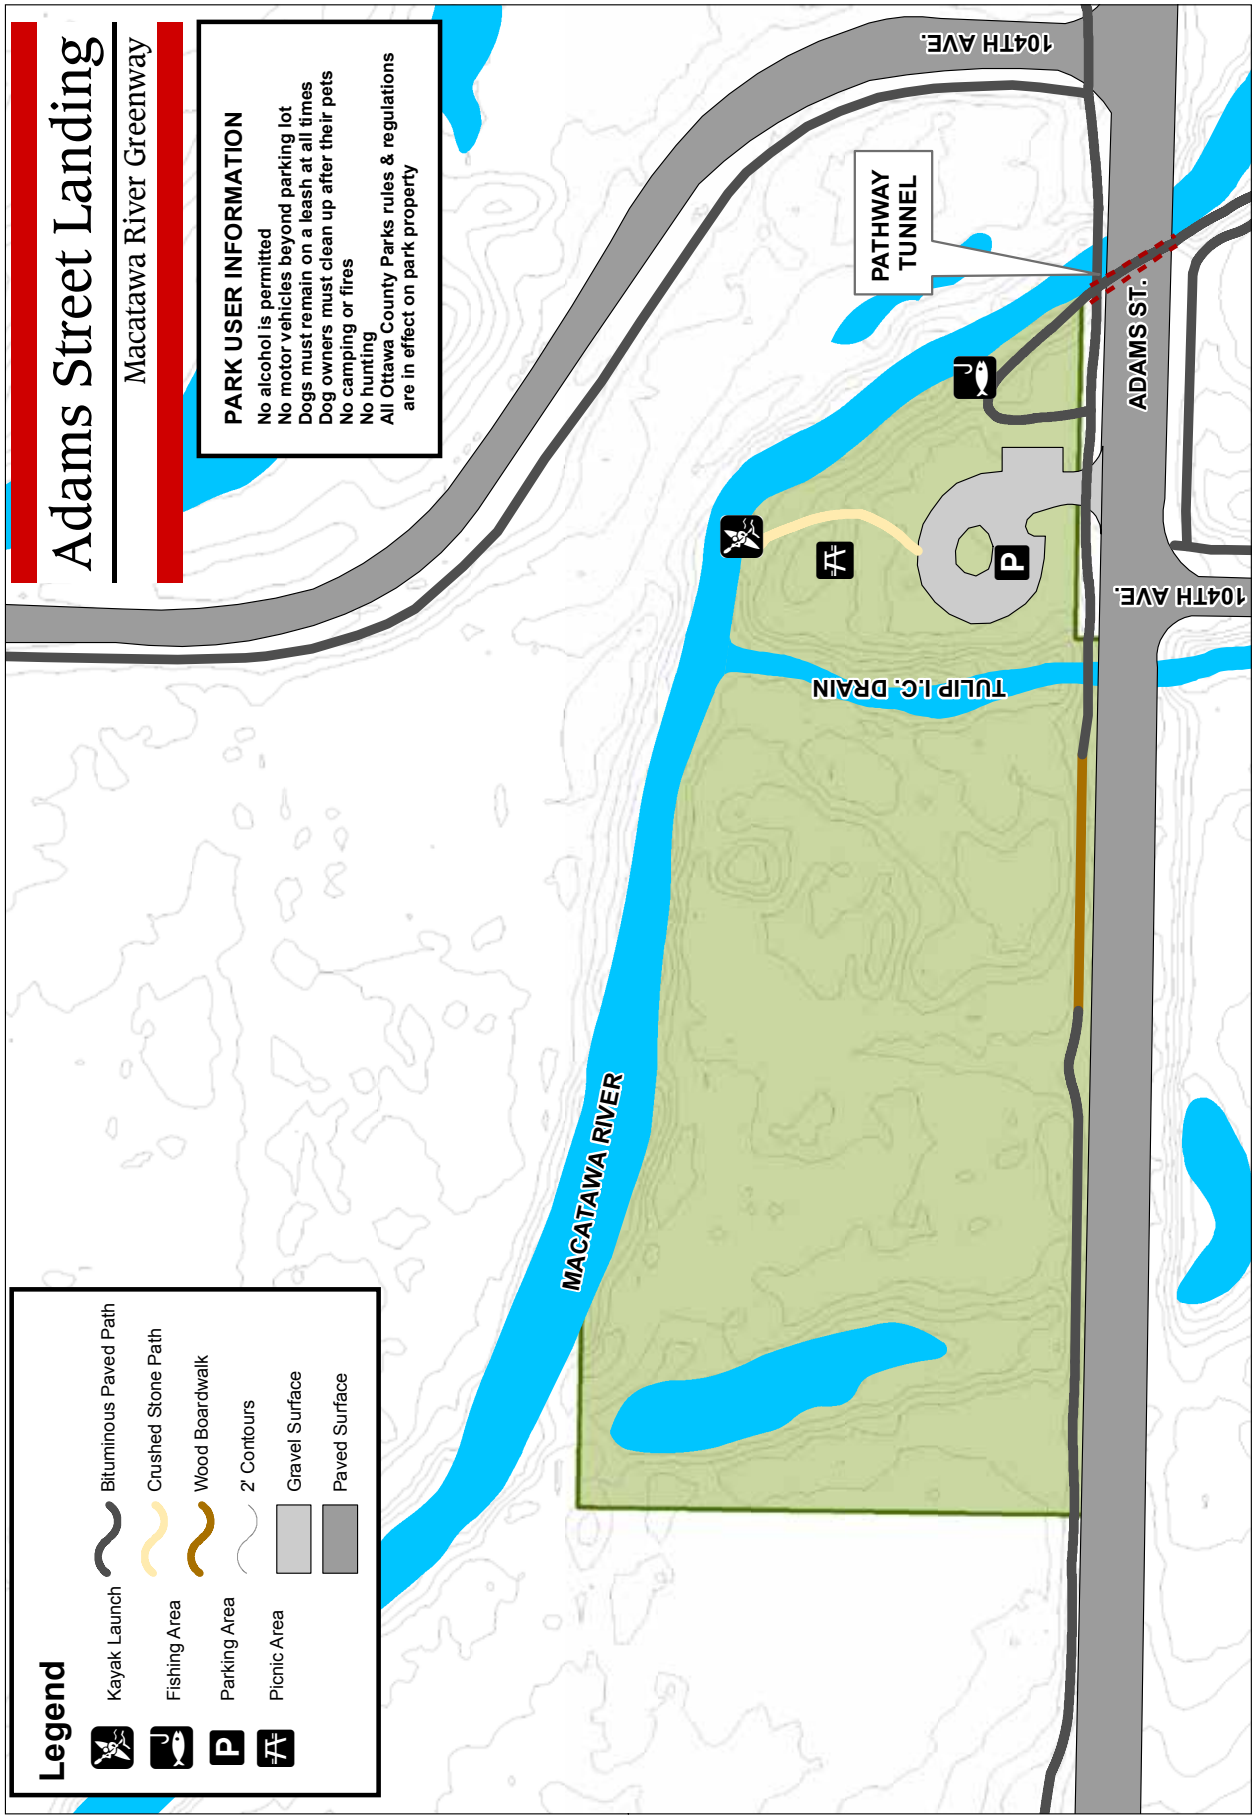 Adams Street Landing
Macatawa River Greenway
PARK USER INFORMATION
No alcohol is permitted
No motor vehicles beyond parking lot
Dogs must remain on a leash at all times
Dog owners must clean up after their pets
No camping or fires
No hunting
All Ottawa County Parks rules & regulations
are in effect on park property
Legend
Kayak Launch
Fishing Area
P
Parking Area
Picnic Area
Bituminous Paved Path
Crushed Stone Path
Wood Boardwalk
2' Contours
Gravel Surface
Paved Surface
MACATAWA RIVER
TULIP I.C. DRAIN
P
PATHWAY
TUNNEL
104TH AVE.
ADAMS ST.
104TH AVE.